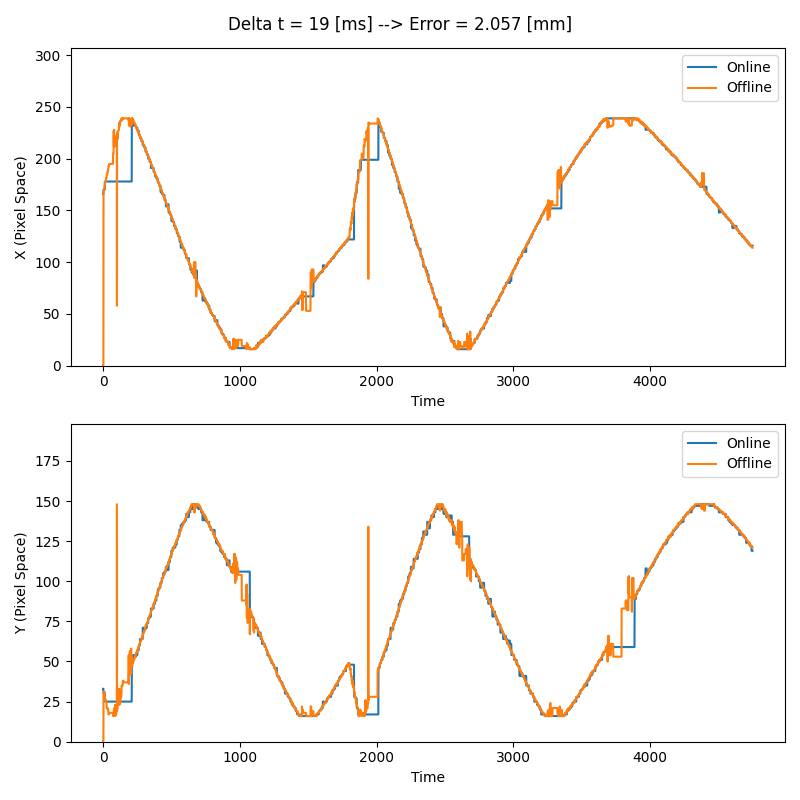 Delta t = 19 [ms] --> Error = 2.057 [mm]
300
250
200
150
100
50
0
X (Pixel Space)
Online
Offline
0 1000 2000 3000 4000
Time
175
150
125
100
75
50
25
0
Y (Pixel Space)
Online
Offline
0 1000 2000 3000 4000
Time